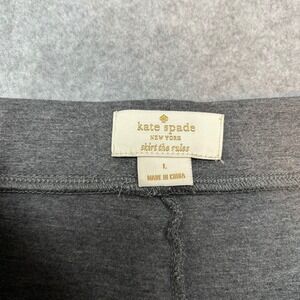 kate spade
NEW YORK
skirt the rules
L
MADE IN CHINA